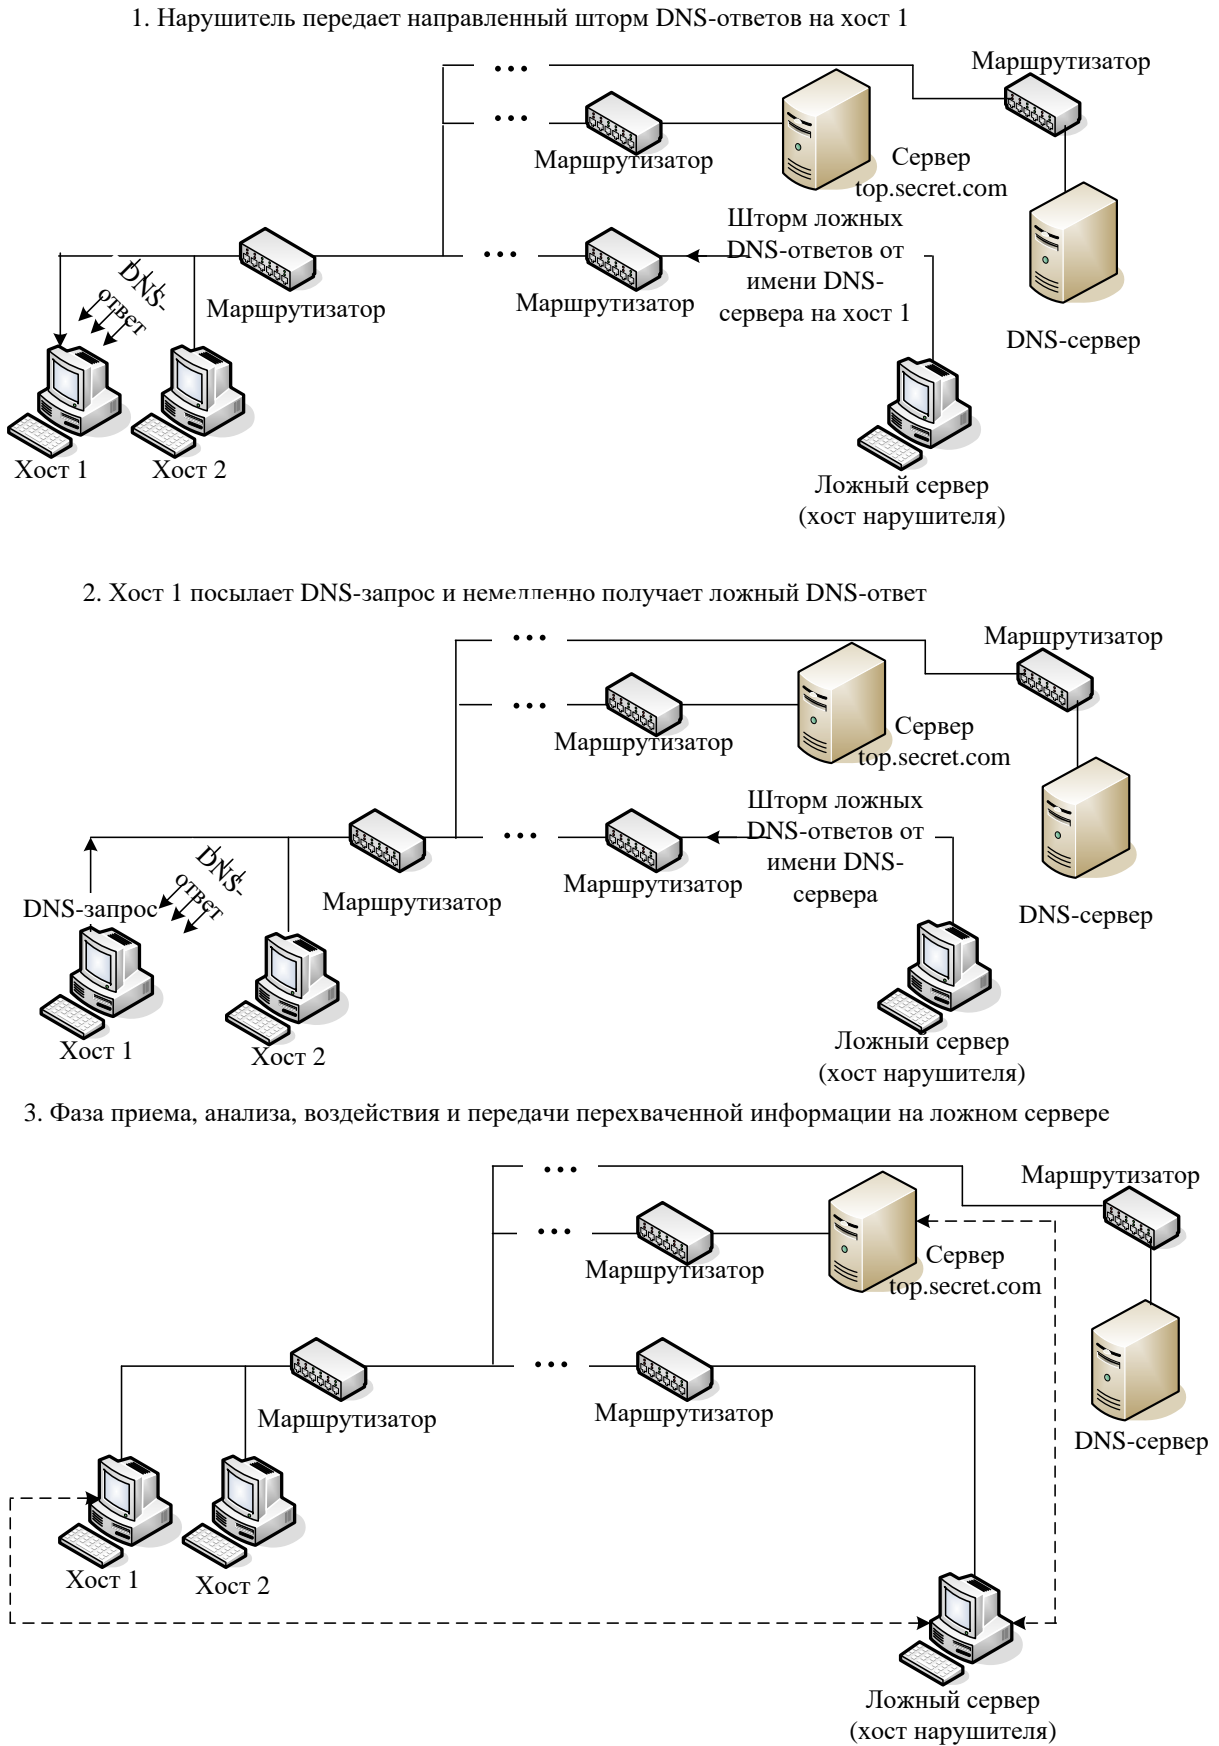 1. Нарушитель передает направленный шторм DNS-ответов на хост 1
Маршрутизатор
Маршрутизатор
Сервер
top.secret.com
Шторм ложных
DNS-ответов от
имени DNS-
сервера на хост 1
DNS-
ответ
Маршрутизатор
Маршрутизатор
DNS-сервер
Хост 1
Хост 2
Ложный сервер
(хост нарушителя)
2. Хост 1 посылает DNS-запрос и немедленно получает ложный DNS-ответ
Маршрутизатор
Сервер
top.secret.com
Маршрутизатор
Шторм ложных
DNS-ответов от
имени DNS-
сервера
DNS-
ответ
Маршрутизатор
Маршрутизатор
DNS-запрос
DNS-сервер
Хост 1
Хост 2
Ложный сервер
(хост нарушителя)
3. Фаза приема, анализа, воздействия и передачи перехваченной информации на ложном сервере
Маршрутизатор
Сервер
top.secret.com
Маршрутизатор
Маршрутизатор
Маршрутизатор
DNS-сервер
Хост 1
Хост 2
Ложный сервер
(хост нарушителя)